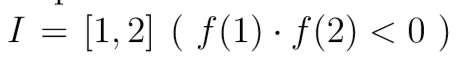 I = [1, 2] ( f(1) · f(2) < 0 )